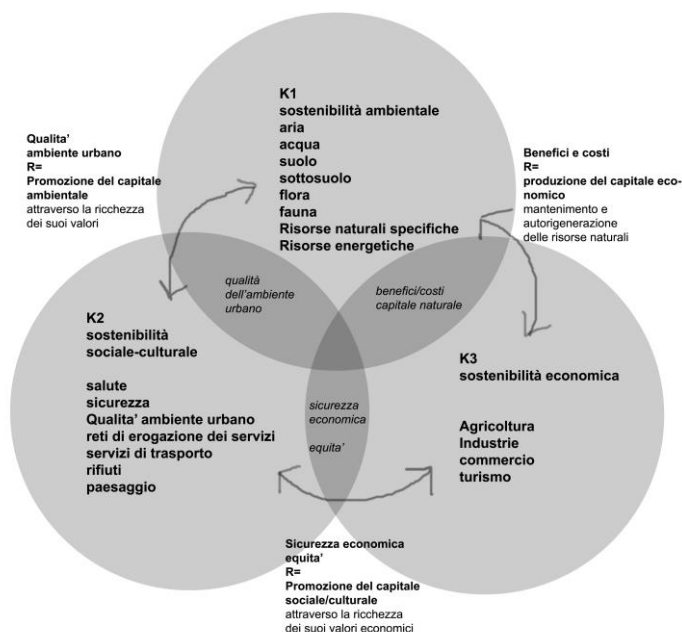 K1
sostenibilità ambientale
aria
acqua
suolo
sottosuolo
flora
fauna
Risorse naturali specifiche
Risorse energetiche
Qualita'
ambiente urbano
R=
Promozione del capitale
ambientale
attraverso la ricchezza
dei suoi valori
Benefici e costi
R=
produzione del capitale eco-
nomico
mantenimento e
autorigenerazione
delle risorse naturali
qualità
dell'ambiente
urbano
benefici/costi
capitale naturale
K2
sostenibilità
sociale-culturale
salute
sicurezza
Qualita' ambiente urbano
reti di erogazione dei servizi
servizi di trasporto
rifiuti
paesaggio
sicurezza
economica
equita'
K3
sostenibilità economica
Agricoltura
Industrie
commercio
turismo
Sicurezza economica
equita'
R=
Promozione del capitale
sociale/culturale
attraverso la ricchezza
dei suoi valori economici